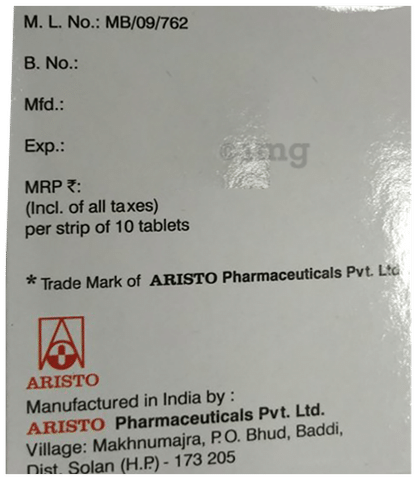 M. L. No.: MB/09/762
B. No.:
Mfd.:
Exp.:
MRP ₹:
(Incl. of all taxes)
per strip of 10 tablets
* Trade Mark of ARISTO Pharmaceuticals Pvt. Ltd
ARISTO
Manufactured in India by :
ARISTO Pharmaceuticals Pvt. Ltd.
Village: Makhnumajra, P.O. Bhud, Baddi,
Dist. Solan (H.P.) - 173 205